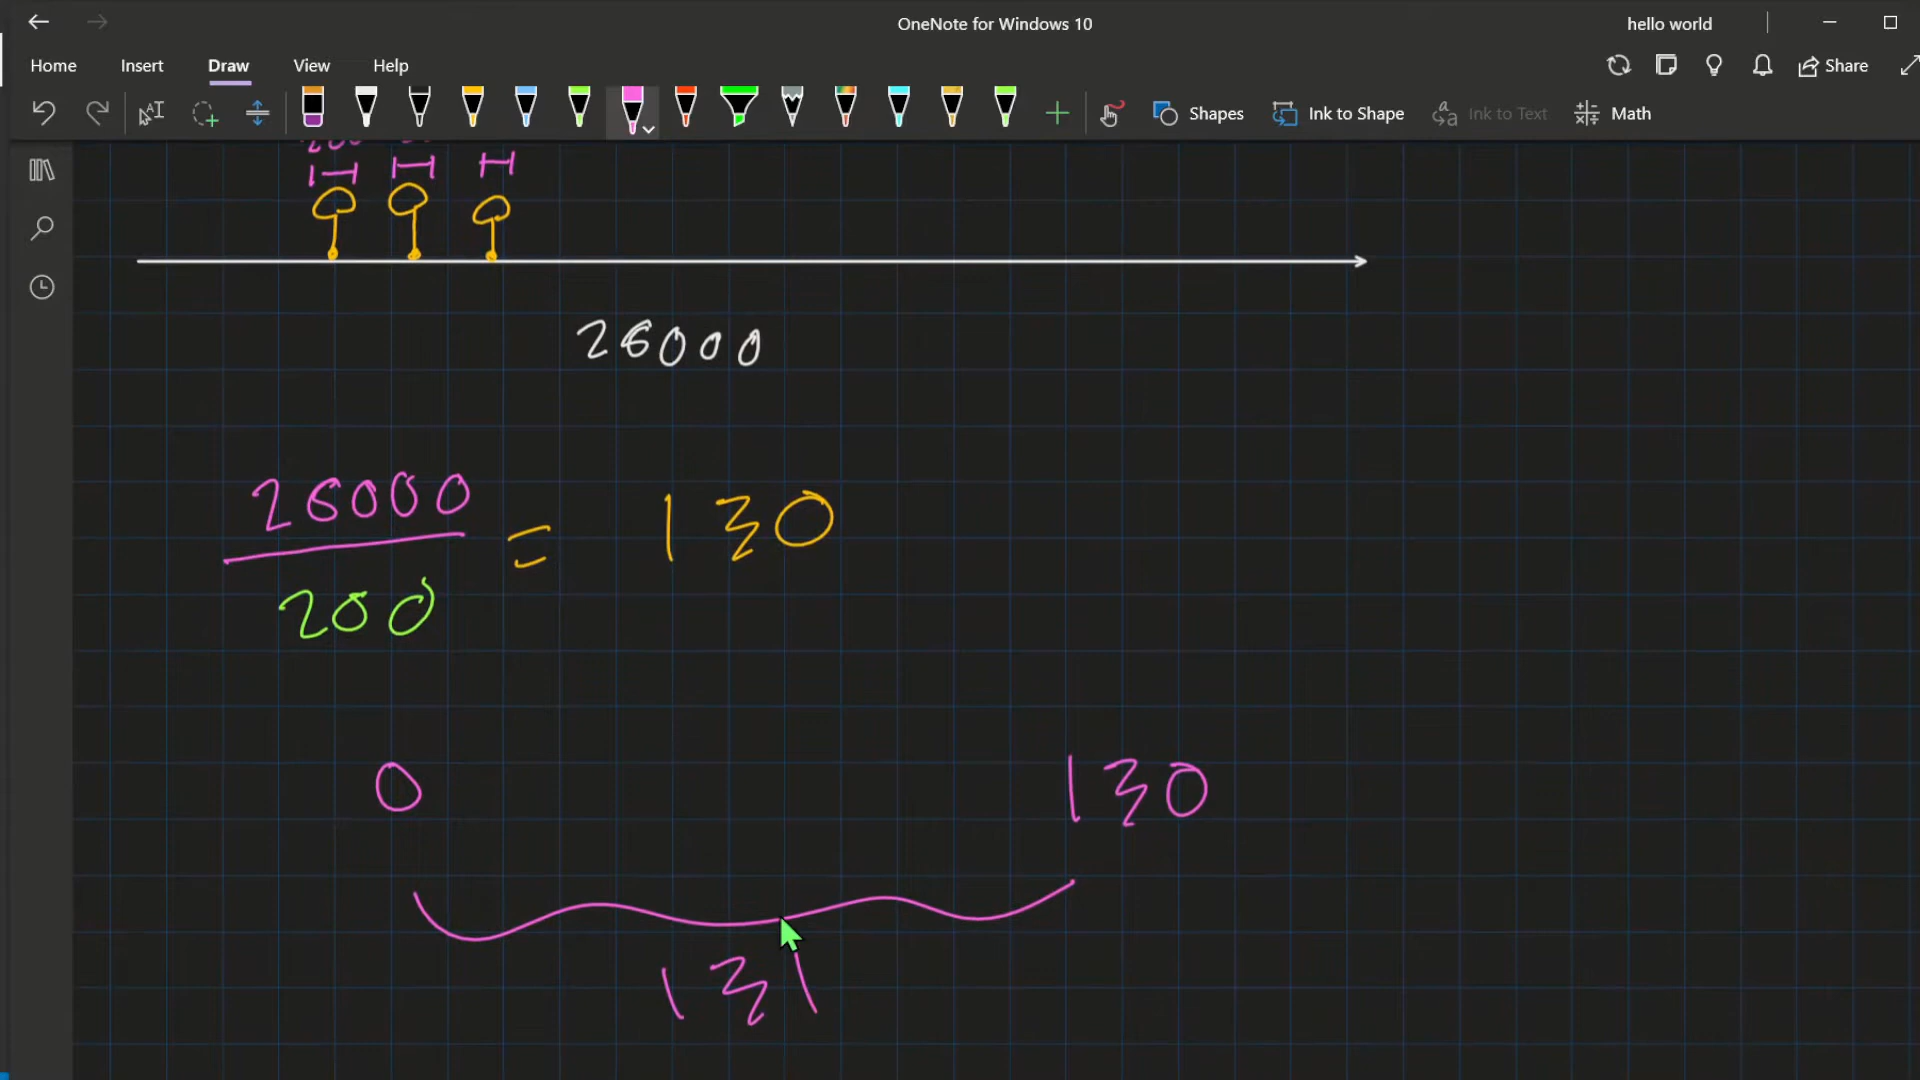 OneNote for Windows 10
hello world
Home Insert Draw View Help
Share
Shapes Ink to Shape Ink to Text Math
26000
26000
200
= 130
0 130
131